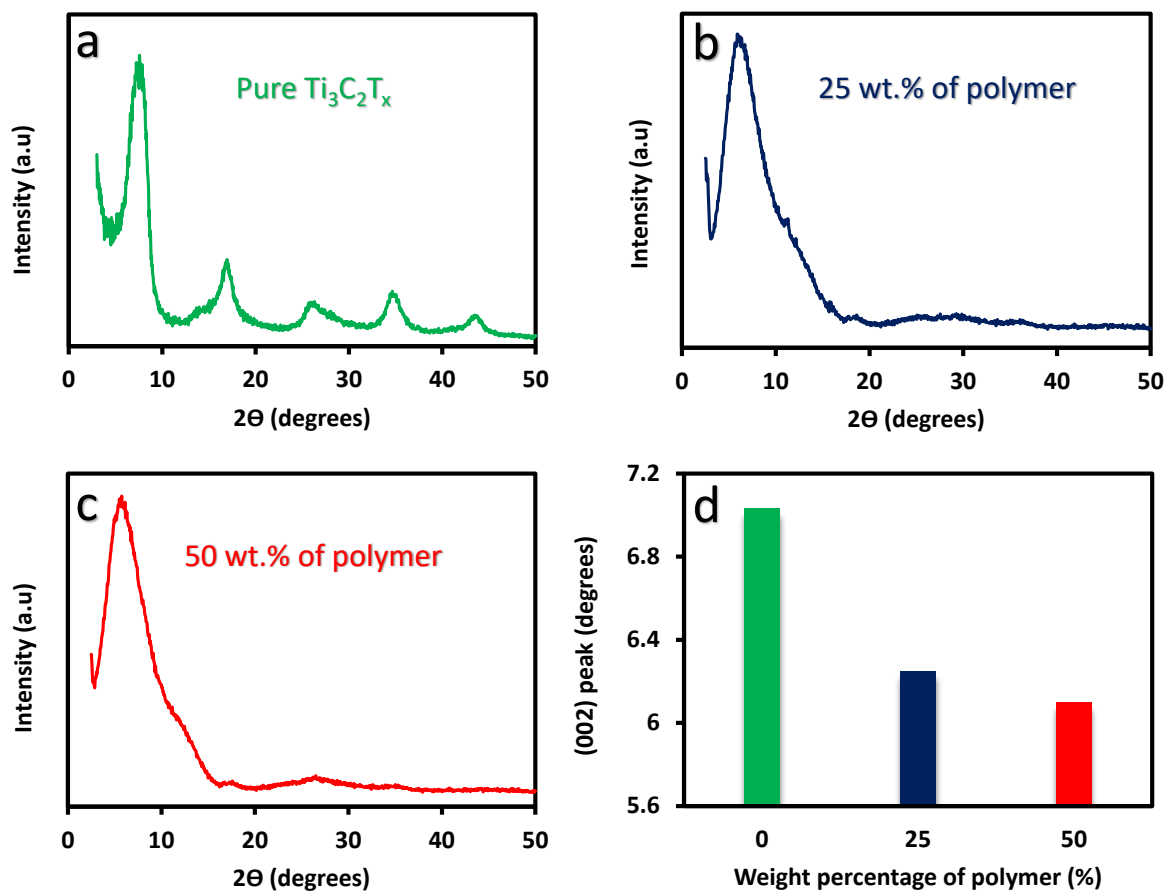 a
Pure Ti₃C₂Tₓ
Intensity (a.u)
0 10 20 30 40 50
2Θ (degrees)
b
25 wt.% of polymer
Intensity (a.u)
0 10 20 30 40 50
2Θ (degrees)
c
50 wt.% of polymer
Intensity (a.u)
0 10 20 30 40 50
2Θ (degrees)
d
(002) peak (degrees)
7.2
6.8
6.4
6
5.6
0 25 50
Weight percentage of polymer (%)